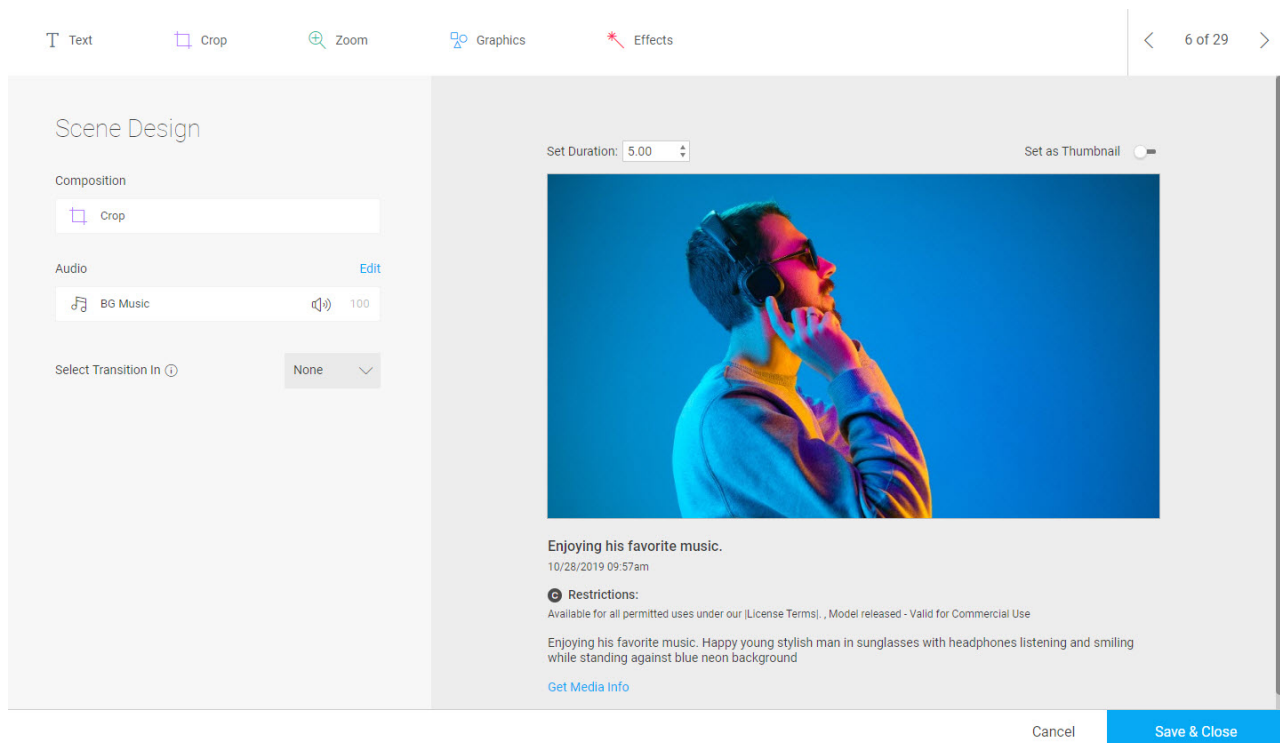 Text
Crop
Zoom
Graphics
Effects
6 of 29
Scene Design
Composition
Crop
Audio
Edit
BG Music
100
Select Transition In
None
Set Duration: 5.00
Set as Thumbnail
Enjoying his favorite music.
10/28/2019 09:57am
C Restrictions:
Available for all permitted uses under our |License Terms|. , Model released - Valid for Commercial Use
Enjoying his favorite music. Happy young stylish man in sunglasses with headphones listening and smiling
while standing against blue neon background
Get Media Info
Cancel
Save & Close